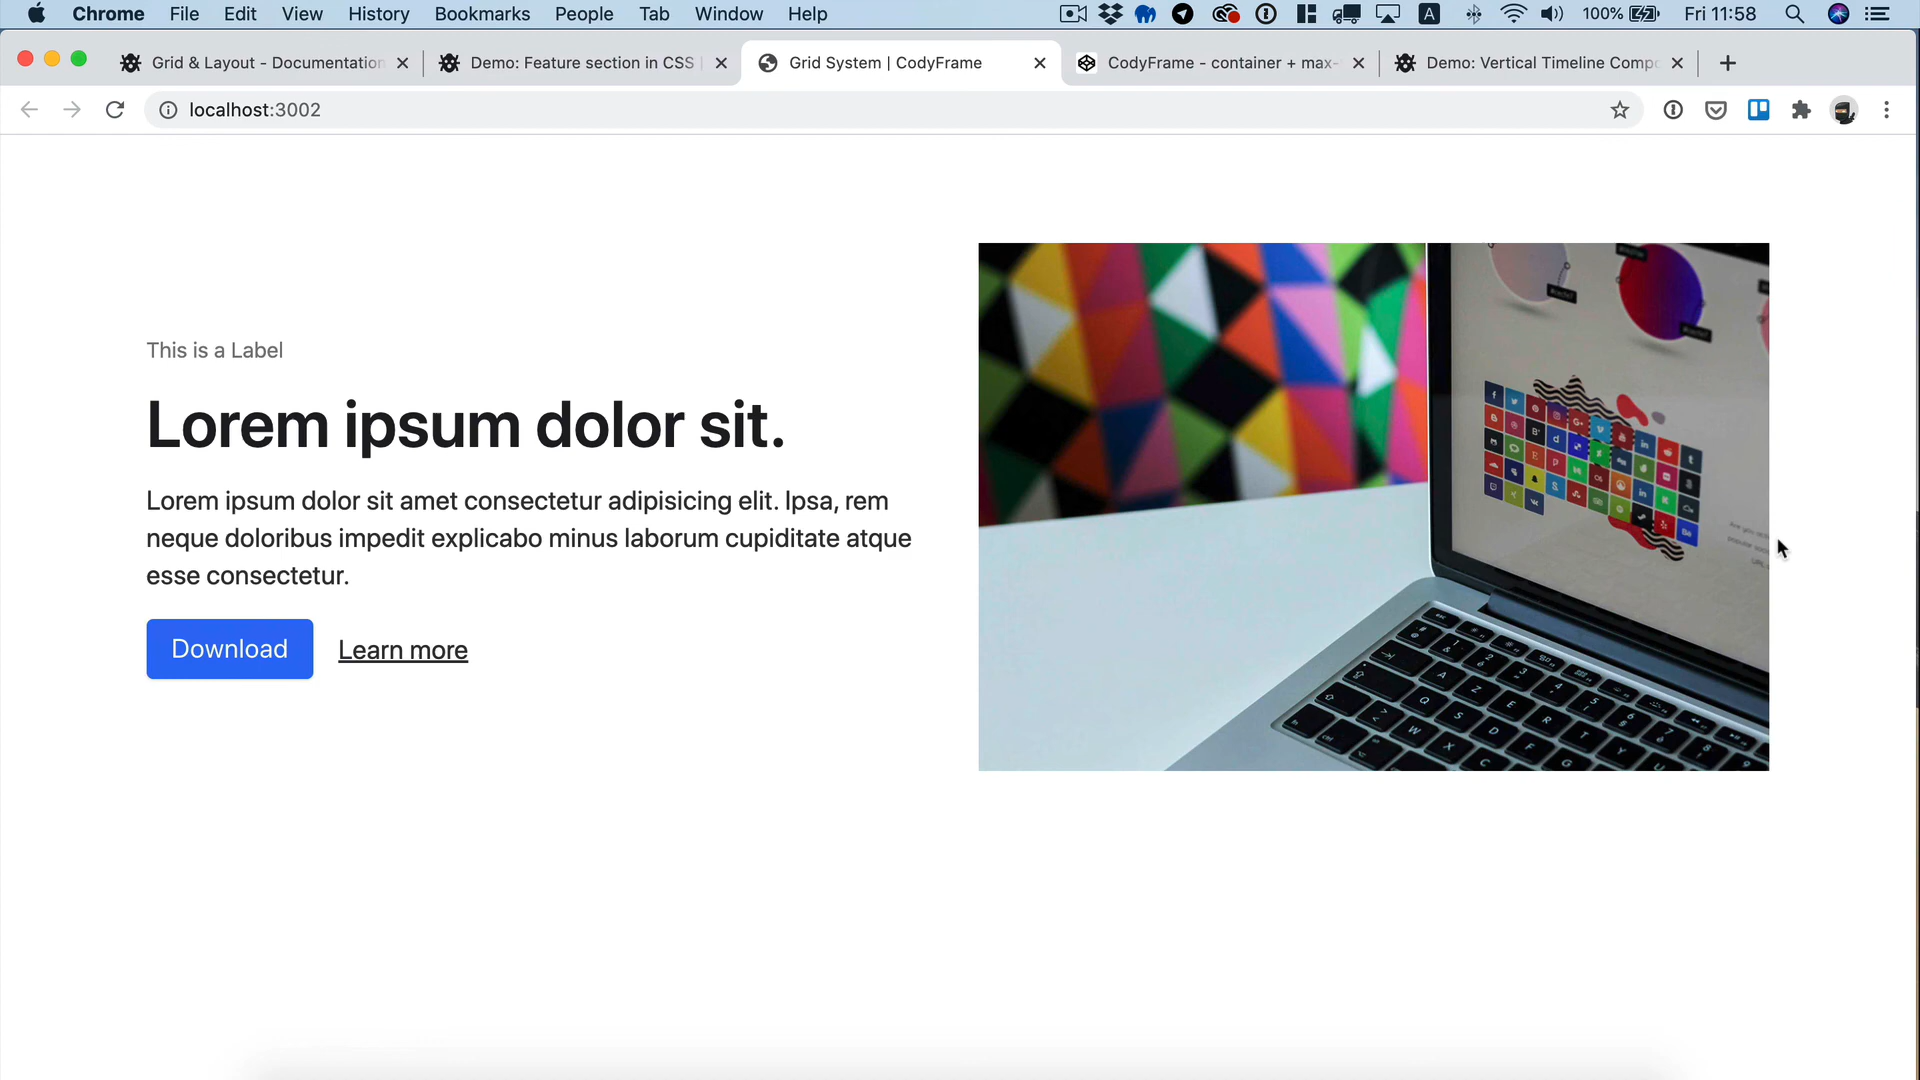 Chrome File Edit View History Bookmarks People Tab Window Help 100% Fri 11:58
Grid & Layout - Documentation Demo: Feature section in CSS | Grid System | CodyFrame CodyFrame - container + max- Demo: Vertical Timeline Compo
localhost:3002
This is a Label
Lorem ipsum dolor sit.
Lorem ipsum dolor sit amet consectetur adipisicing elit. Ipsa, rem
neque doloribus impedit explicabo minus laborum cupiditate atque
esse consectetur.
Download Learn more